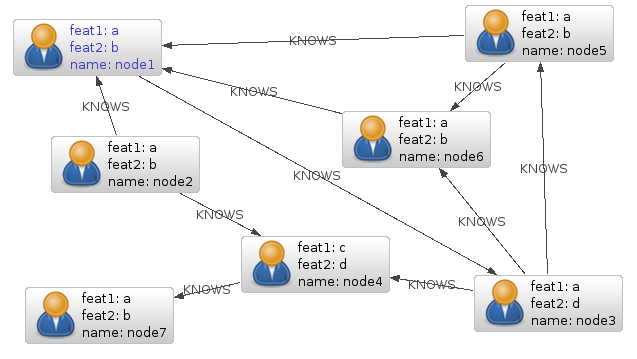 feat1: a
feat2: b
name: node1
KNOWS
feat1: a
feat2: b
name: node5
KNOWS
KNOWS
KNOWS
feat1: a
feat2: b
name: node6
feat1: a
feat2: b
name: node2
KNOWS
KNOWS
KNOWS
KNOWS
feat1: c
feat2: d
name: node4
KNOWS
KNOWS
feat1: a
feat2: d
name: node3
feat1: a
feat2: b
name: node7